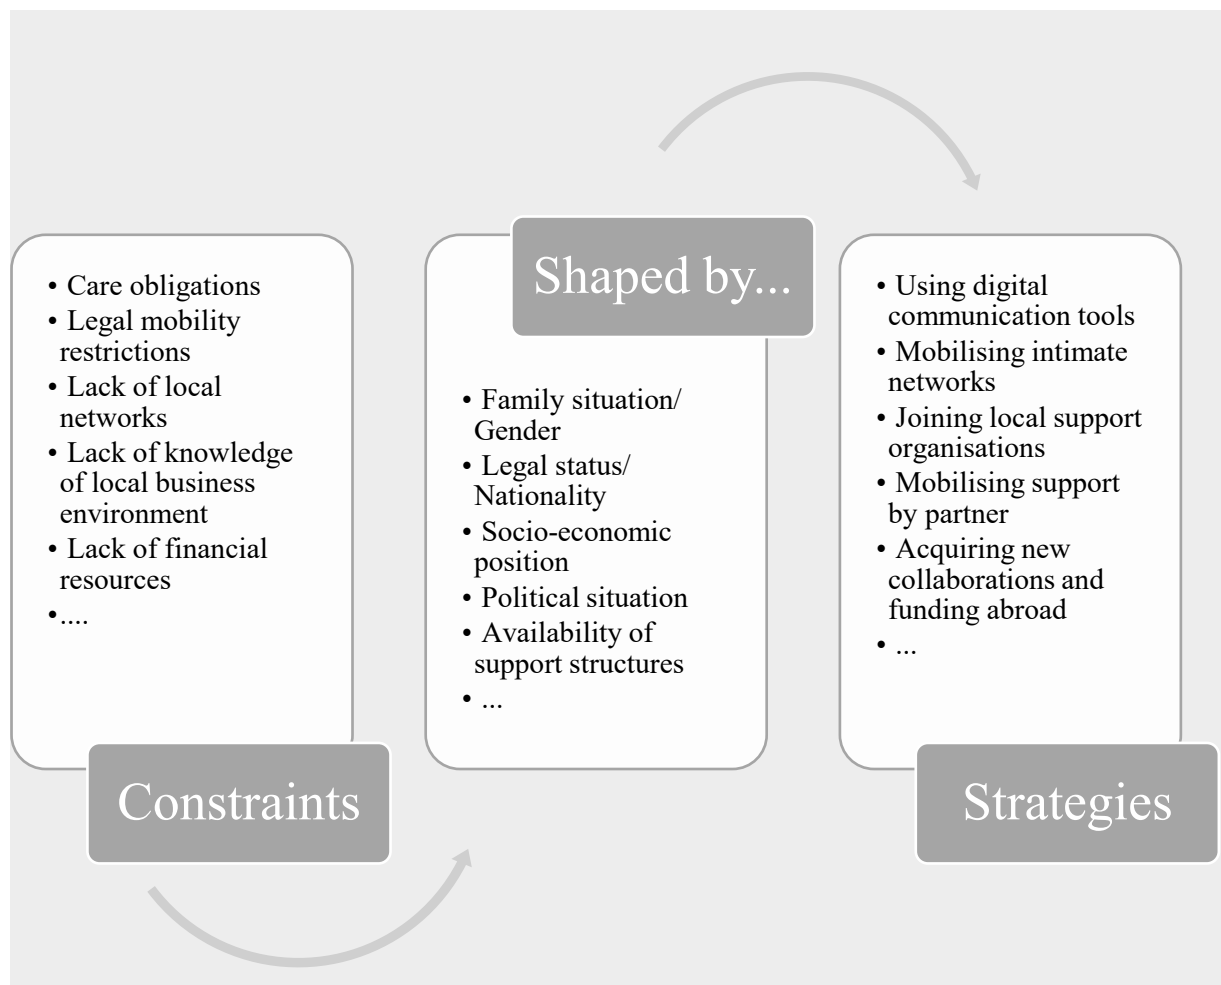 • Care obligations
• Legal mobility
restrictions
• Lack of local
networks
• Lack of knowledge
of local business
environment
• Lack of financial
resources
•....
Constraints
Shaped by...
• Family situation/
Gender
• Legal status/
Nationality
• Socio-economic
position
• Political situation
• Availability of
support structures
• ...
• Using digital
communication tools
• Mobilising intimate
networks
• Joining local support
organisations
• Mobilising support
by partner
• Acquiring new
collaborations and
funding abroad
• ...
Strategies